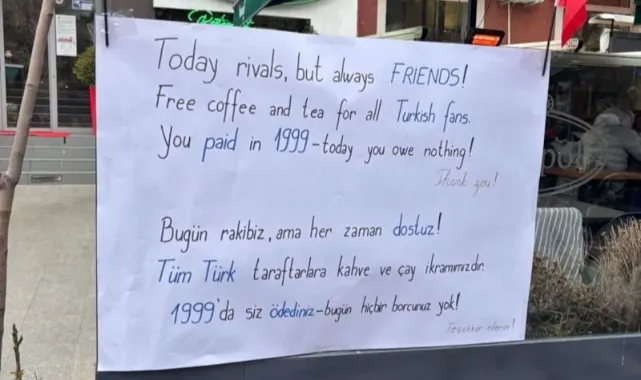 Today rivals, but always FRIENDS!
Free coffee and tea for all Turkish fans.
You paid in 1999-today you owe nothing!
Thank you!
Bugün rakibiz, ama her zaman dostuz!
Tüm Türk taraftarlara kahve ve çay ikramımızdır.
1999'da siz ödediniz-bugün hiçbir borcunuz yok!